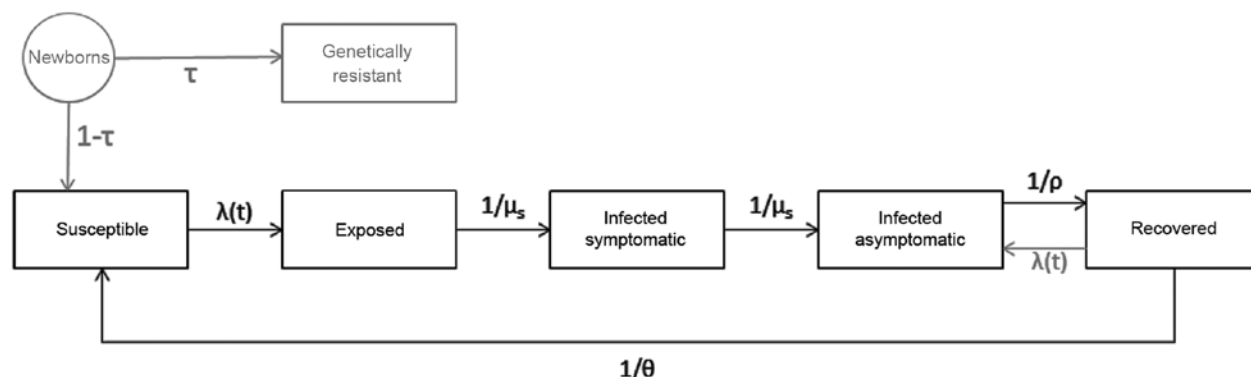 Newborns
τ
Genetically
resistant
1-τ
Susceptible
λ(t)
Exposed
1/μs
Infected
symptomatic
1/μs
Infected
asymptomatic
1/ρ
λ(t)
Recovered
1/θ